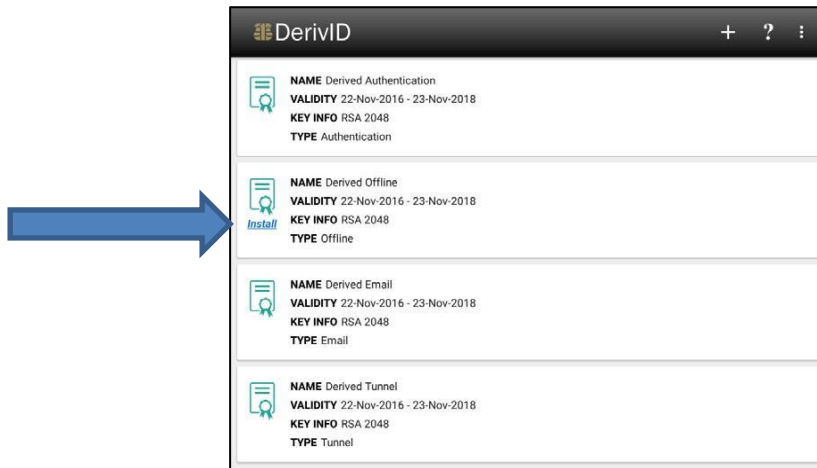 DerivID + ?
NAME Derived Authentication
VALIDITY 22-Nov-2016 - 23-Nov-2018
KEY INFO RSA 2048
TYPE Authentication
NAME Derived Offline
VALIDITY 22-Nov-2016 - 23-Nov-2018
Install KEY INFO RSA 2048
TYPE Offline
NAME Derived Email
VALIDITY 22-Nov-2016 - 23-Nov-2018
KEY INFO RSA 2048
TYPE Email
NAME Derived Tunnel
VALIDITY 22-Nov-2016 - 23-Nov-2018
KEY INFO RSA 2048
TYPE Tunnel